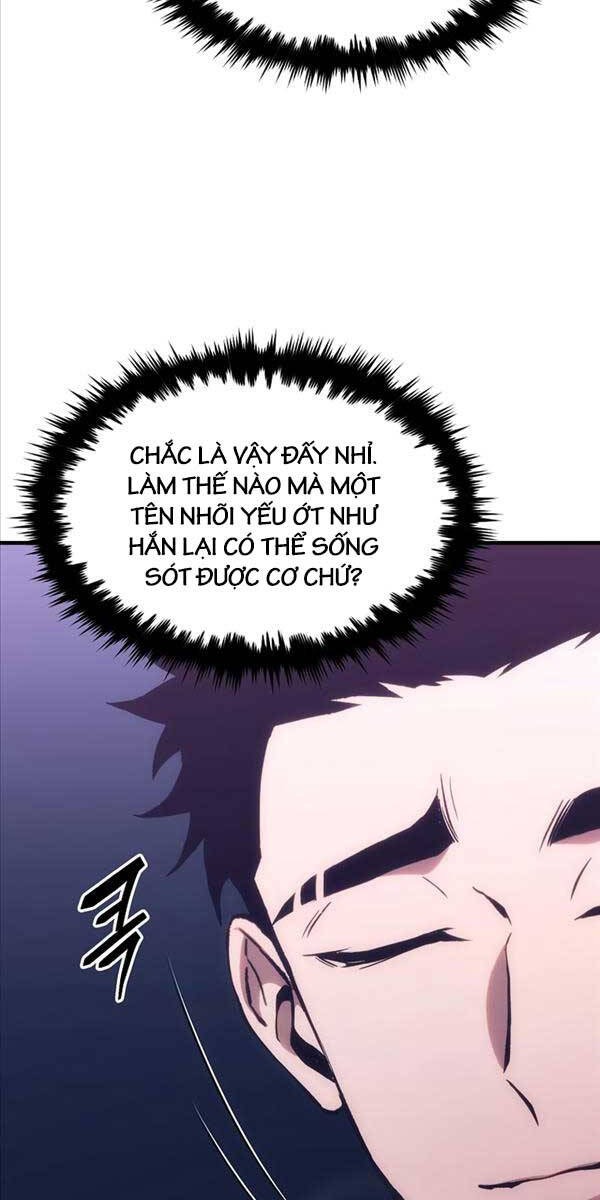 CHẮC LÀ VẬY ĐẤY NHỈ.
LÀM THẾ NÀO MÀ MỘT
TÊN NHÕI YẾU ỚT NHƯ
HẮN LẠI CÓ THỂ SỐNG
SÓT ĐƯỢC CƠ CHỨ?
큭